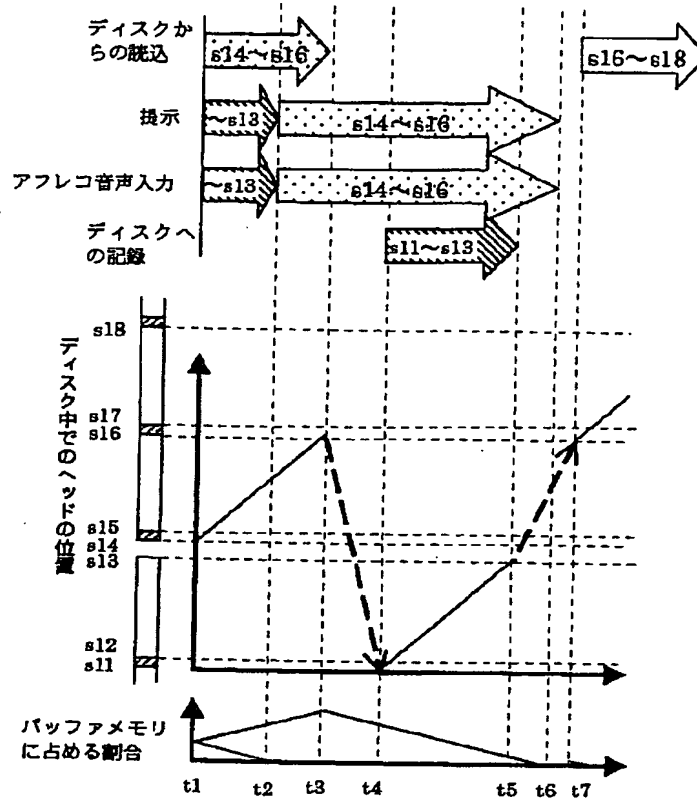 ディスクか
らの読込
s14～s16
s16～s18
提示
～s13
s14～s16
アフレコ音声入力
～s13
s14～s16
ディスクへ
の記録
s11～s13
ディスク中でのヘッドの位置
s18
s17
s16
s15
s14
s13
s12
s11
バッファメモリ
に占める割合
t1
t2
t3
t4
t5
t6
t7